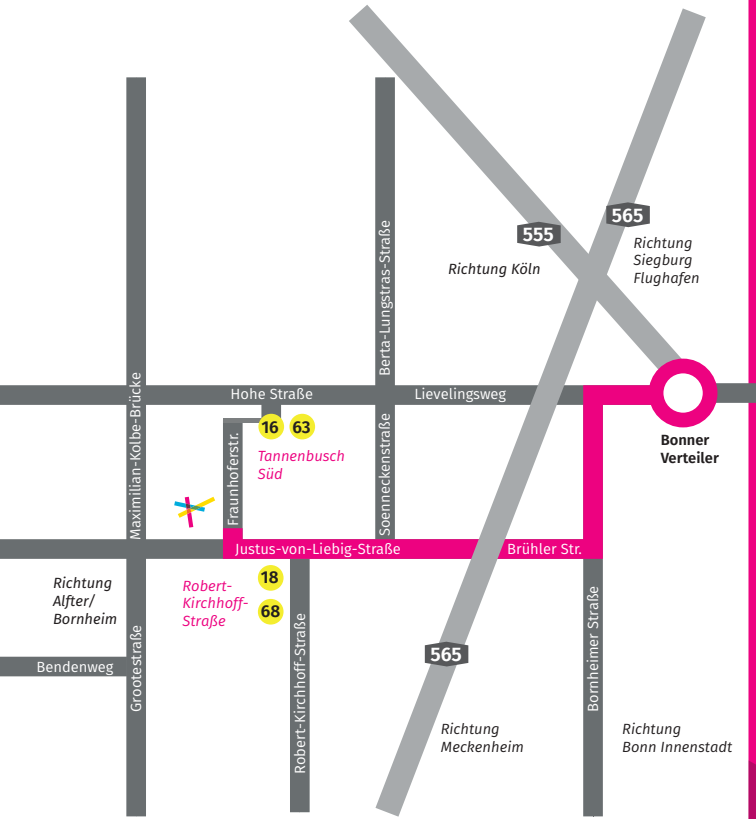 555
565
Richtung
Siegburg
Flughafen
Richtung Köln
Berta-Lungstras-Straße
Maximilian-Kolbe-Brücke
Hohe Straße
Lievelingsweg
16
63
Tannenbusch
Süd
Fraunhoferstr.
Soenneckenstraße
Bonner
Verteiler
Justus-von-Liebig-Straße
Brühler Str.
Richtung
Alfter/
Bornheim
Robert-
Kirchhoff-
Straße
18
68
Grootestraße
Bendenweg
Robert-Kirchhoff-Straße
565
Bornheimer Straße
Richtung
Meckenheim
Richtung
Bonn Innenstadt